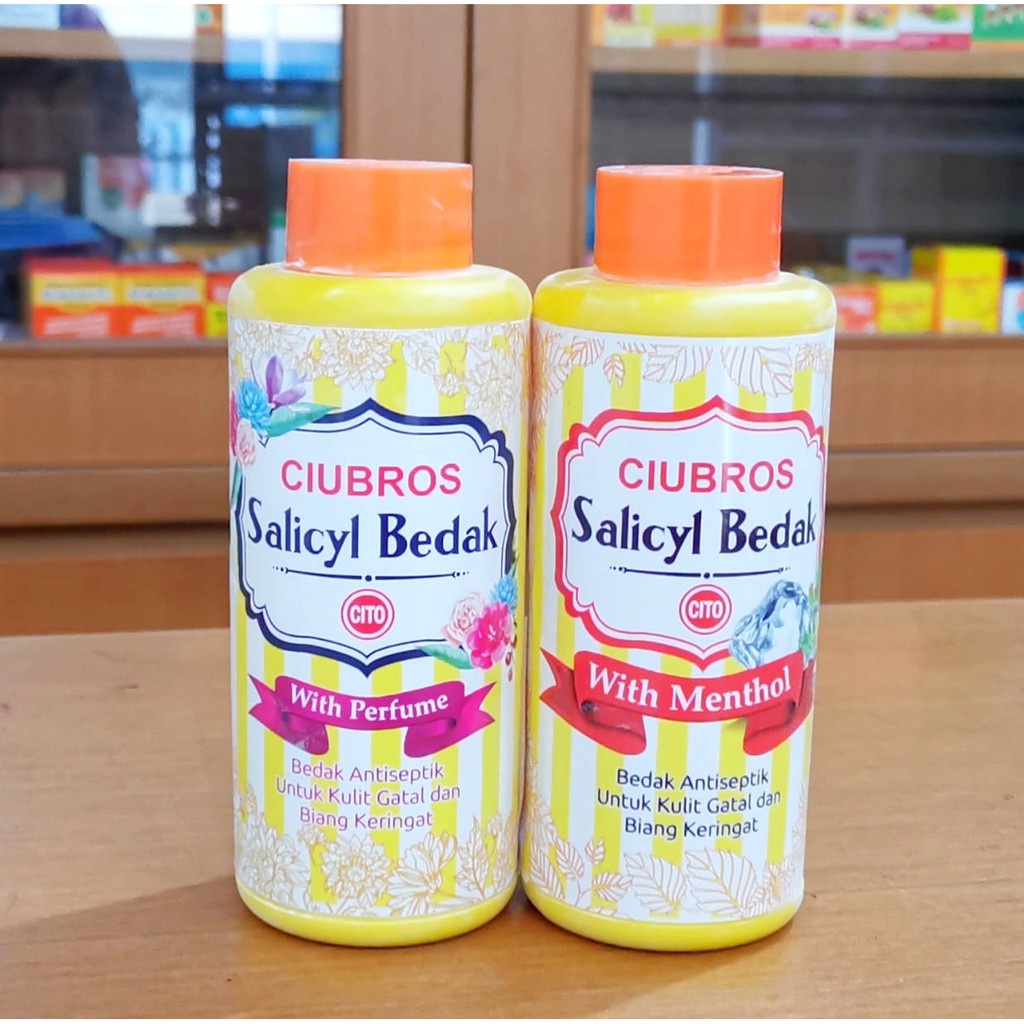 CIUBROS
Salicyl Bedak
CITO
With Perfume
Bedak Antiseptik
Untuk Kulit Gatal dan
Biang Keringat
CIUBROS
Salicyl Bedak
CITO
With Menthol
Bedak Antiseptik
Untuk Kulit Gatal dan
Biang Keringat